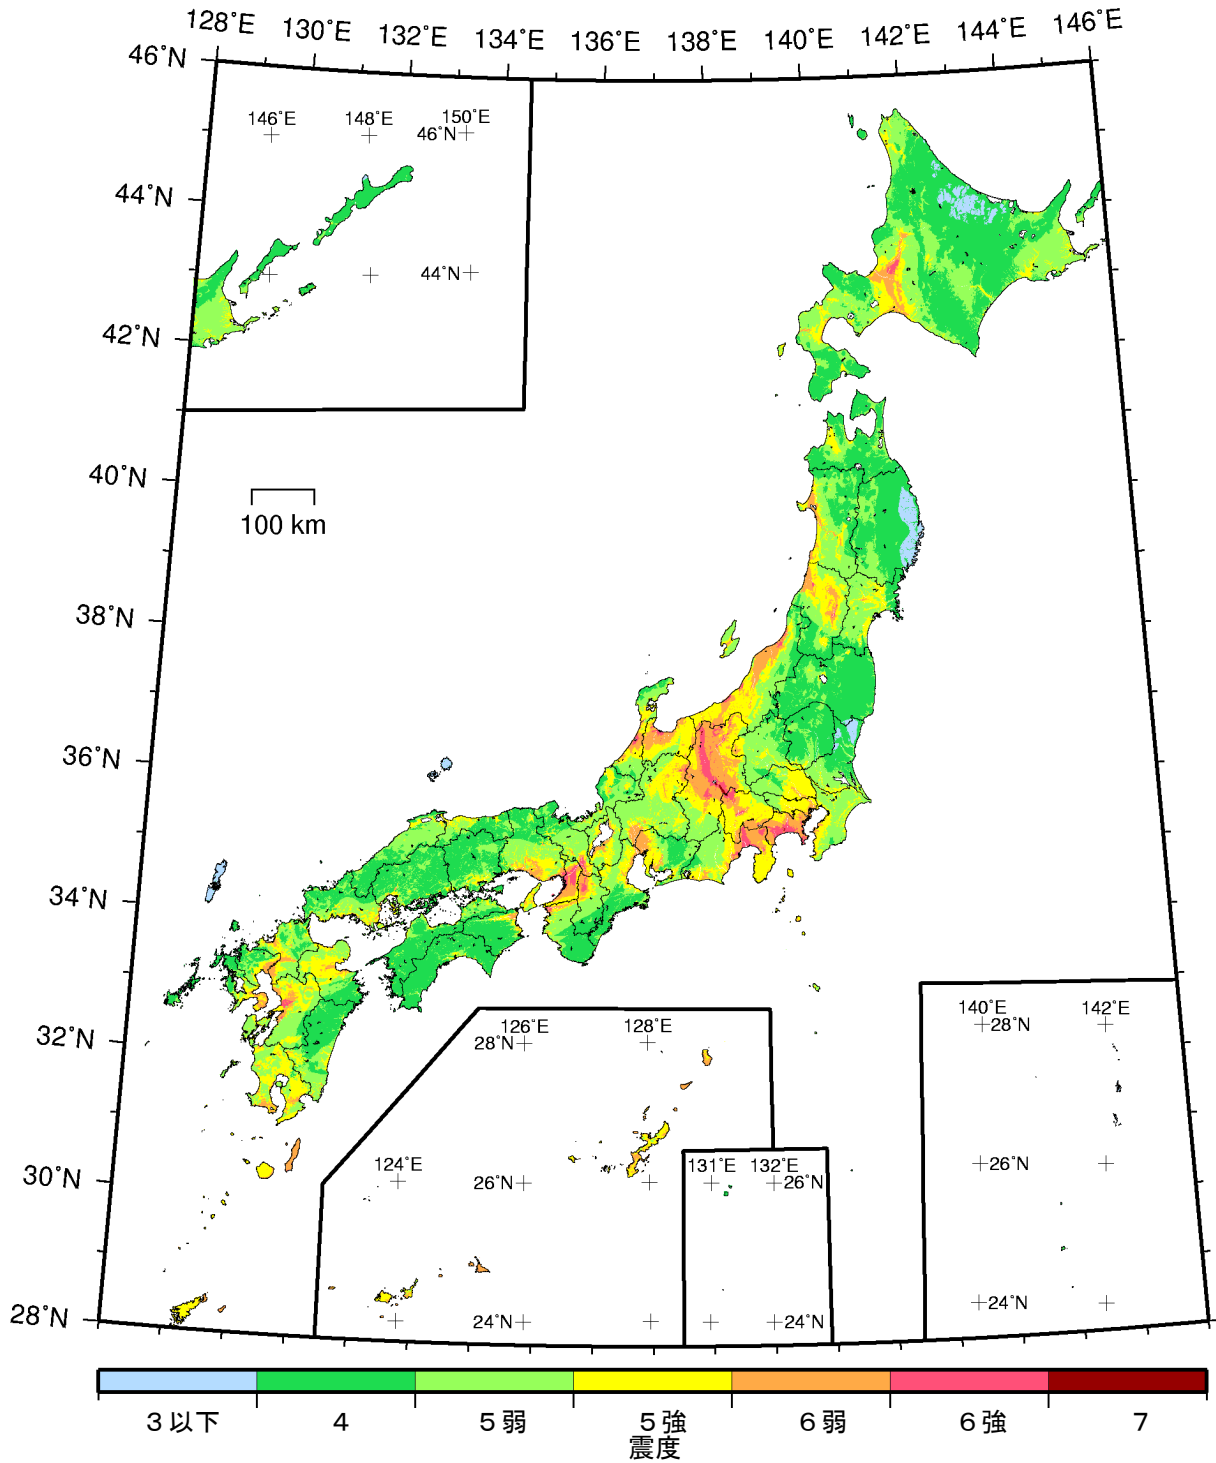 128°E 130°E 132°E 134°E 136°E 138°E 140°E 142°E 144°E 146°E
46°N
146°E 148°E 150°E
46°N
44°N
44°N
42°N
40°N
100 km
38°N
36°N
34°N
32°N
126°E 128°E
28°N
140°E 142°E
28°N
124°E
131°E 132°E
26°N
26°N
26°N
30°N
24°N
24°N
24°N
28°N
3以下 4 5弱 5強 6弱 6強 7
震度